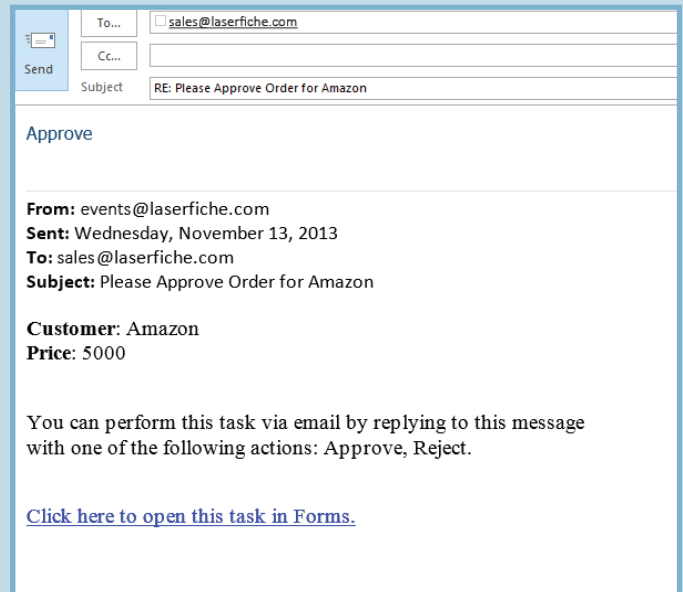 To...
sales@laserfiche.com
Send
Cc...
Subject
RE: Please Approve Order for Amazon
Approve
From: events@laserfiche.com
Sent: Wednesday, November 13, 2013
To: sales@laserfiche.com
Subject: Please Approve Order for Amazon
Customer: Amazon
Price: 5000
You can perform this task via email by replying to this message
with one of the following actions: Approve, Reject.
Click here to open this task in Forms.